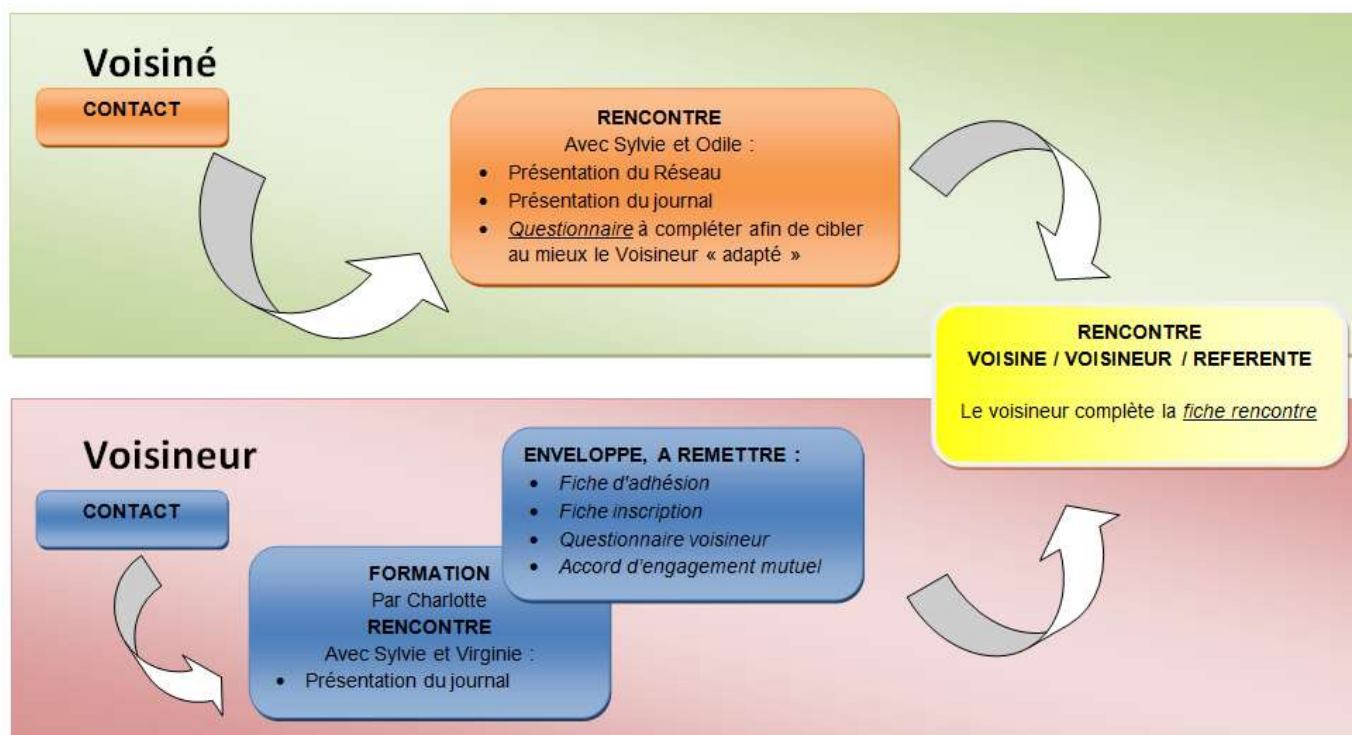 Voisiné
CONTACT
RENCONTRE
Avec Sylvie et Odile :
• Présentation du Réseau
• Présentation du journal
• Questionnaire à compléter afin de cibler
au mieux le Voisineur « adapté »
RENCONTRE
VOISINE / VOISINEUR / REFERENTE
Le voisineur complète la fiche rencontre
Voisineur
CONTACT
FORMATION
Par Charlotte
RENCONTRE
Avec Sylvie et Virginie :
• Présentation du journal
ENVELOPPE, A REMETTRE :
• Fiche d'adhésion
• Fiche inscription
• Questionnaire voisineur
• Accord d'engagement mutuel